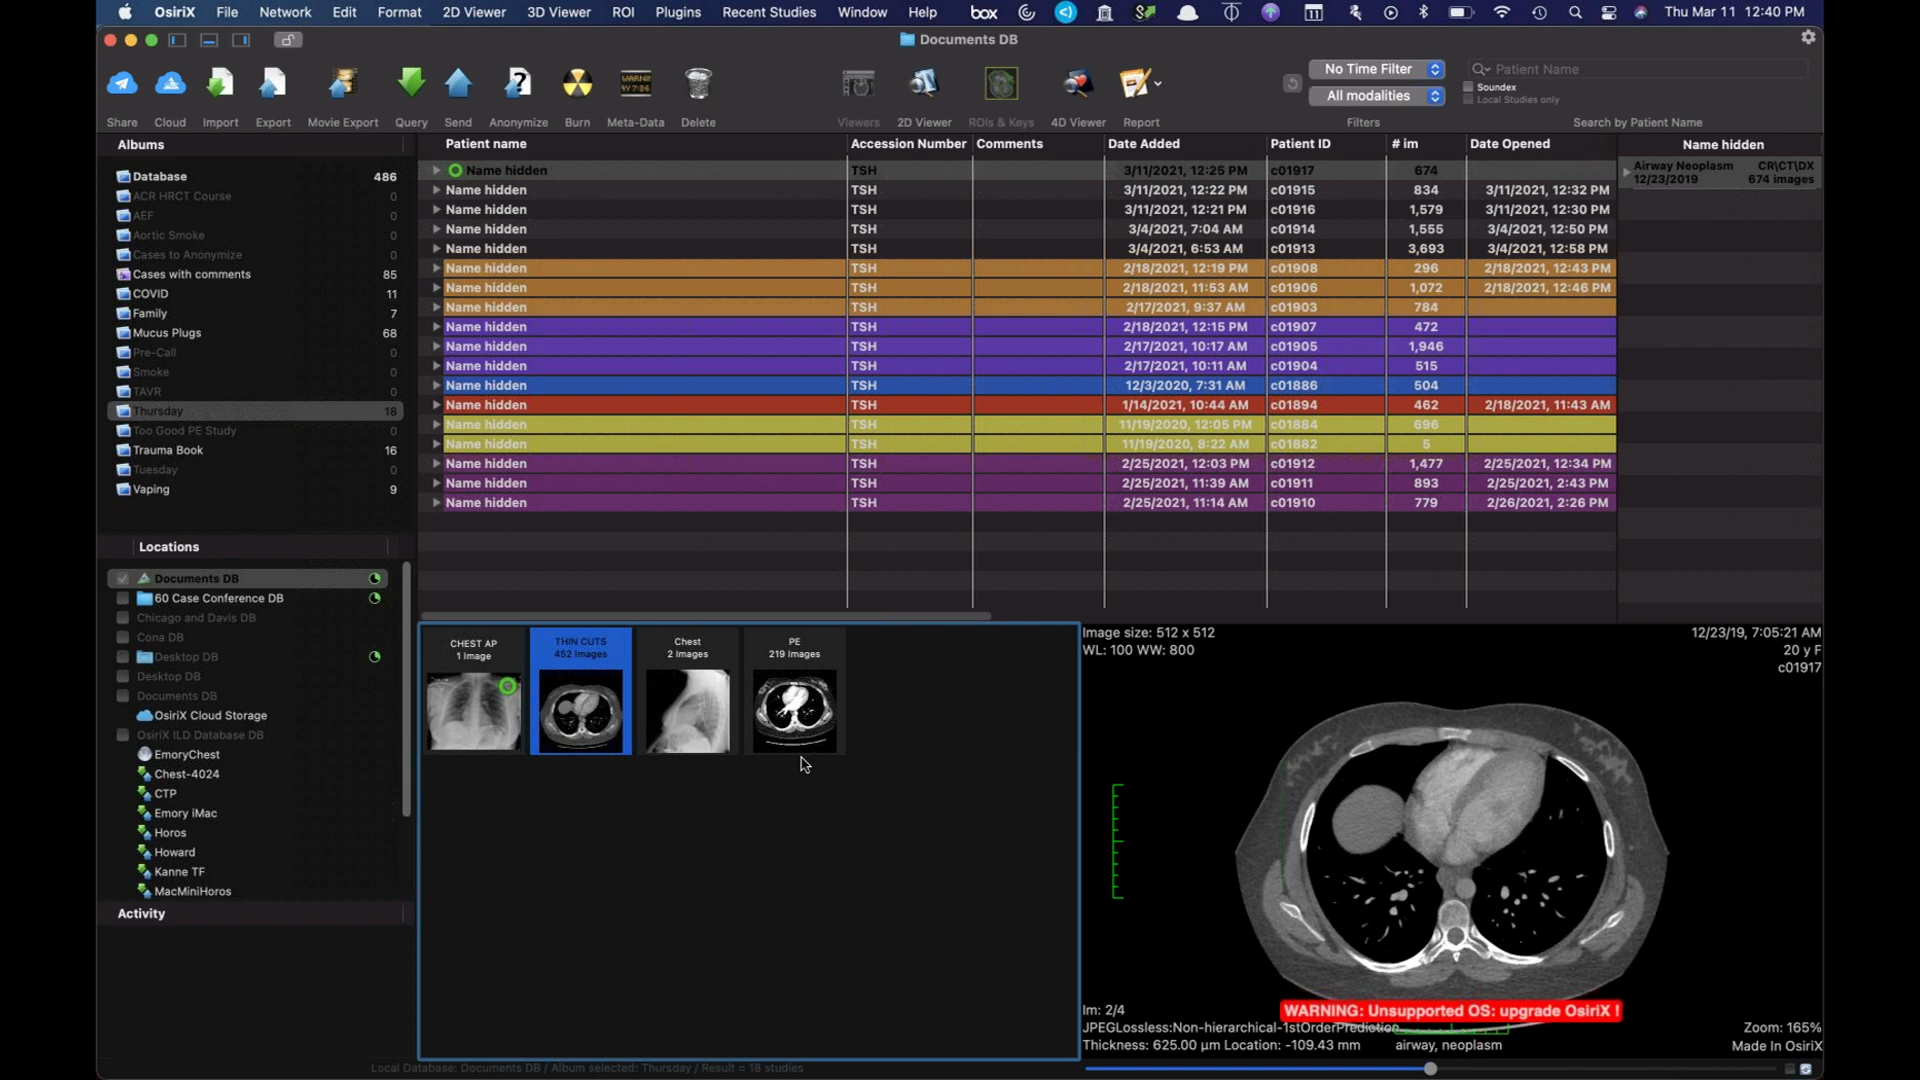 OsiriX File Network Edit Format 2D Viewer 3D Viewer ROI Plugins Recent Studies Window Help box 11 Thu Mar 11 12:40 PM
Documents DB
Share Cloud Import Export Movie Export Query Send Anonymize Burn Meta-Data Delete Viewers 2D Viewer ROIs & Keys 4D Viewer Report
No Time Filter
All modalities
Filters
Patient Name
Soundex
Local Studies only
Search by Patient Name
Albums
Database 486
ACR HRCT Course 0
AEF 0
Aortic Smoke 0
Cases to Anonymize 0
Cases with comments 85
COVID 11
Family 7
Mucus Plugs 68
Pre-Call 0
Smoke 0
TAVR 0
Thursday 18
Too Good PE Study 0
Trauma Book 16
Tuesday 0
Vaping 9
Locations
Documents DB
60 Case Conference DB
Chicago and Davis DB
Cona DB
Desktop DB
Desktop DB
Documents DB
OsiriX Cloud Storage
OsiriX ILD Database DB
EmoryChest
Chest-4024
CTP
Emory iMac
Horos
Howard
Kanne TF
MacMiniHoros
Activity
Patient name Accession Number Comments Date Added Patient ID # im Date Opened
Name hidden TSH 3/11/2021, 12:25 PM c01917 674
Name hidden TSH 3/11/2021, 12:22 PM c01915 834 3/11/2021, 12:32 PM
Name hidden TSH 3/11/2021, 12:21 PM c01916 1,579 3/11/2021, 12:30 PM
Name hidden TSH 3/4/2021, 7:04 AM c01914 1,555 3/4/2021, 12:50 PM
Name hidden TSH 3/4/2021, 6:53 AM c01913 3,693 3/4/2021, 12:58 PM
Name hidden TSH 2/18/2021, 12:19 PM c01908 296 2/18/2021, 12:43 PM
Name hidden TSH 2/18/2021, 11:53 AM c01906 1,072 2/18/2021, 12:46 PM
Name hidden TSH 2/17/2021, 9:37 AM c01903 784
Name hidden TSH 2/18/2021, 12:15 PM c01907 472
Name hidden TSH 2/17/2021, 10:17 AM c01905 1,946
Name hidden TSH 2/17/2021, 10:11 AM c01904 515
Name hidden TSH 12/3/2020, 7:31 AM c01886 504
Name hidden TSH 1/14/2021, 10:44 AM c01894 462 2/18/2021, 11:43 AM
Name hidden TSH 11/19/2020, 12:05 PM c01884 696
Name hidden TSH 11/19/2020, 8:22 AM c01882 5
Name hidden TSH 2/25/2021, 12:03 PM c01912 1,477 2/25/2021, 12:34 PM
Name hidden TSH 2/25/2021, 11:39 AM c01911 893 2/25/2021, 2:43 PM
Name hidden TSH 2/25/2021, 11:14 AM c01910 779 2/26/2021, 2:26 PM
Name hidden
Airway Neoplasm CR\CT\DX
12/23/2019 674 images
CHEST AP
1 Image
THIN CUTS
452 Images
Chest
2 Images
PE
219 Images
Image size: 512 x 512
WL: 100 WW: 800
12/23/19, 7:05:21 AM
20 y F
c01917
WARNING: Unsupported OS: upgrade OsiriX !
Im: 2/4
JPEGLossless:Non-hierarchical-1stOrderPrediction
Thickness: 625.00 µm Location: -109.43 mm
airway, neoplasm
Zoom: 165%
Made In OsiriX
Local Database: Documents DB / Album selected: Thursday / Result = 18 studies